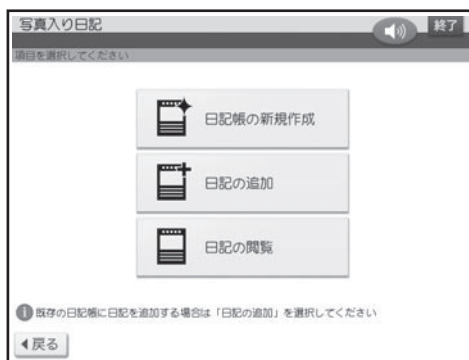 写真入り日記
終了
項目を選択してください
日記帳の新規作成
日記の追加
日記の閲覧
既存の日記帳に日記を追加する場合は「日記の追加」を選択してください
戻る